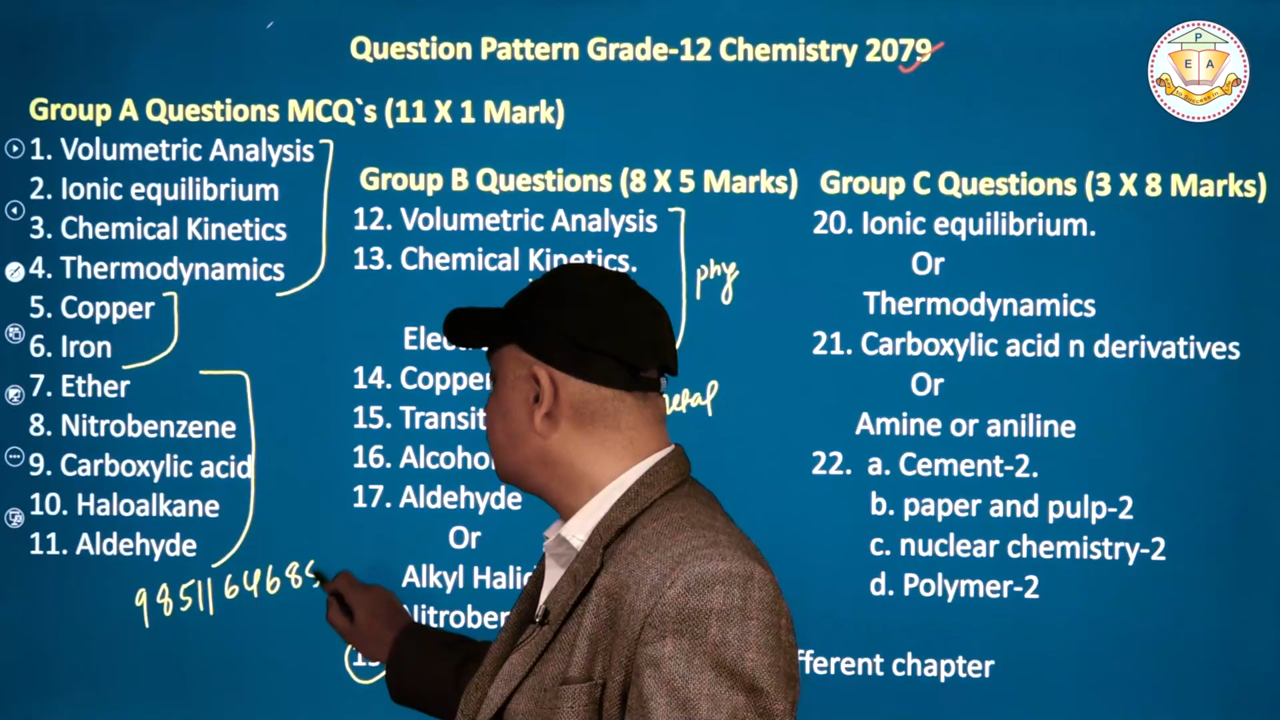 Question Pattern Grade-12 Chemistry 2079
P
E A
Group A Questions MCQ`s (11 X 1 Mark)
1. Volumetric Analysis
2. Ionic equilibrium
3. Chemical Kinetics
4. Thermodynamics
5. Copper
6. Iron
7. Ether
8. Nitrobenzene
9. Carboxylic acid
10. Haloalkane
11. Aldehyde
Group B Questions (8 X 5 Marks)
12. Volumetric Analysis
13. Chemical Kinetics.
phy
14. Copper
15.
16.
17. Aldehyde
Or
Alkyl
Group C Questions (3 X 8 Marks)
20. Ionic equilibrium.
Or
Thermodynamics
21. Carboxylic acid n derivatives
Or
Amine or aniline
22. a. Cement-2.
b. paper and pulp-2
c. nuclear chemistry-2
d. Polymer-2
chapter